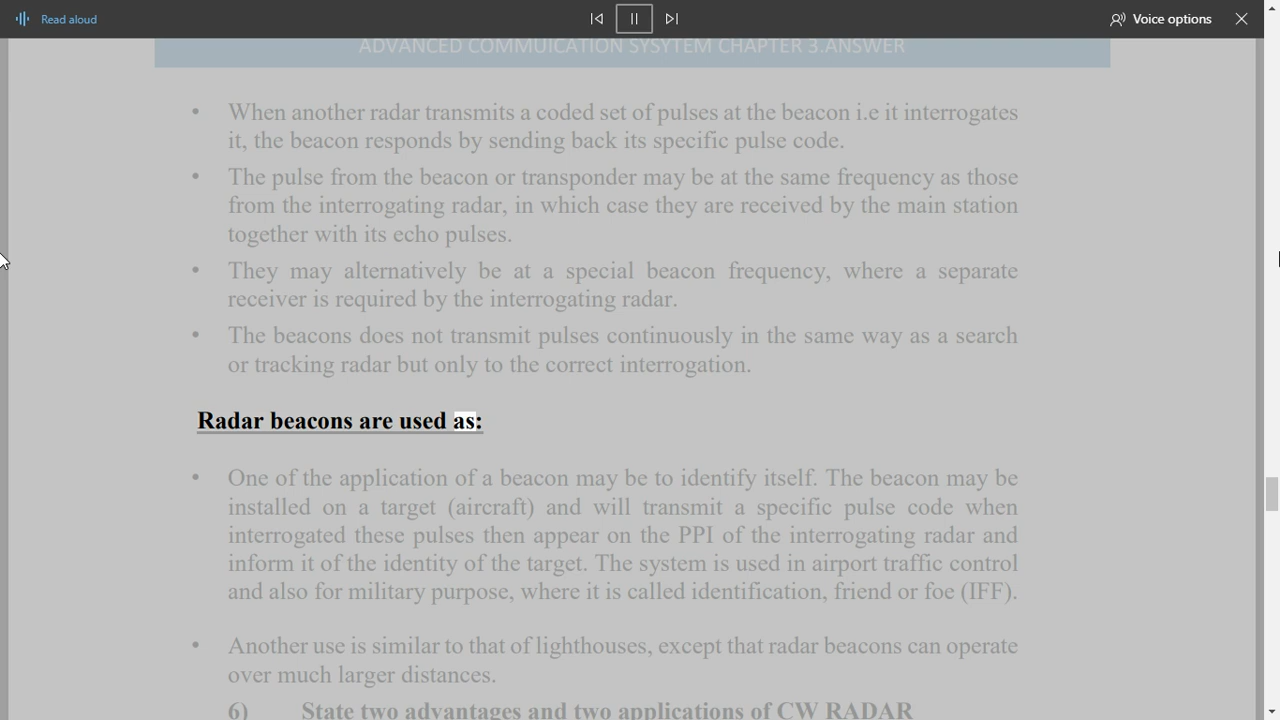 Read aloud
Voice options
ADVANCED COMMUICATION SYSYTEM CHAPTER 3.ANSWER
• When another radar transmits a coded set of pulses at the beacon i.e it interrogates
it, the beacon responds by sending back its specific pulse code.
• The pulse from the beacon or transponder may be at the same frequency as those
from the interrogating radar, in which case they are received by the main station
together with its echo pulses.
• They may alternatively be at a special beacon frequency, where a separate
receiver is required by the interrogating radar.
• The beacons does not transmit pulses continuously in the same way as a search
or tracking radar but only to the correct interrogation.
Radar beacons are used as:
• One of the application of a beacon may be to identify itself. The beacon may be
installed on a target (aircraft) and will transmit a specific pulse code when
interrogated these pulses then appear on the PPI of the interrogating radar and
inform it of the identity of the target. The system is used in airport traffic control
and also for military purpose, where it is called identification, friend or foe (IFF).
• Another use is similar to that of lighthouses, except that radar beacons can operate
over much larger distances.
6) State two advantages and two applications of CW RADAR